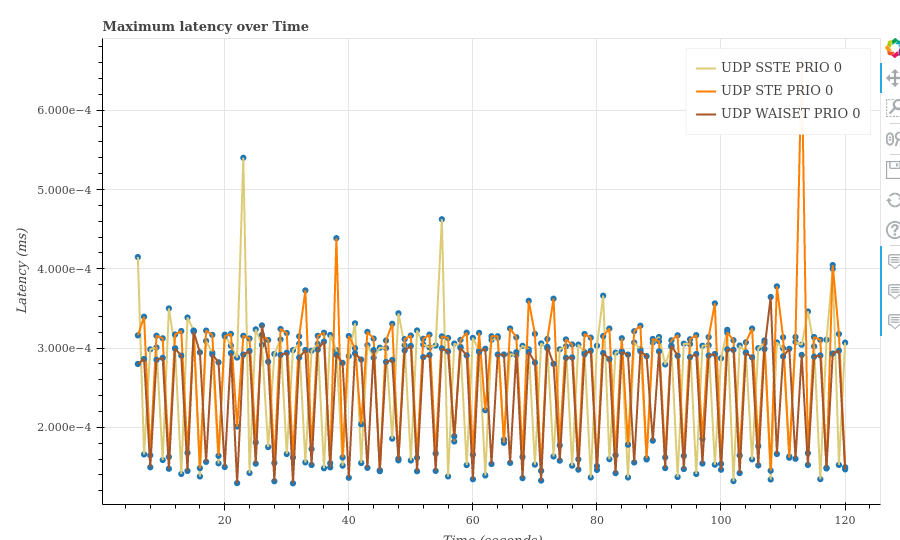 Maximum latency over Time
UDP SSTE PRIO 0
UDP STE PRIO 0
UDP WAISET PRIO 0
Latency (ms)
6.000e−4
5.000e−4
4.000e−4
3.000e−4
2.000e−4
20 40 60 80 100 120
Time (seconds)